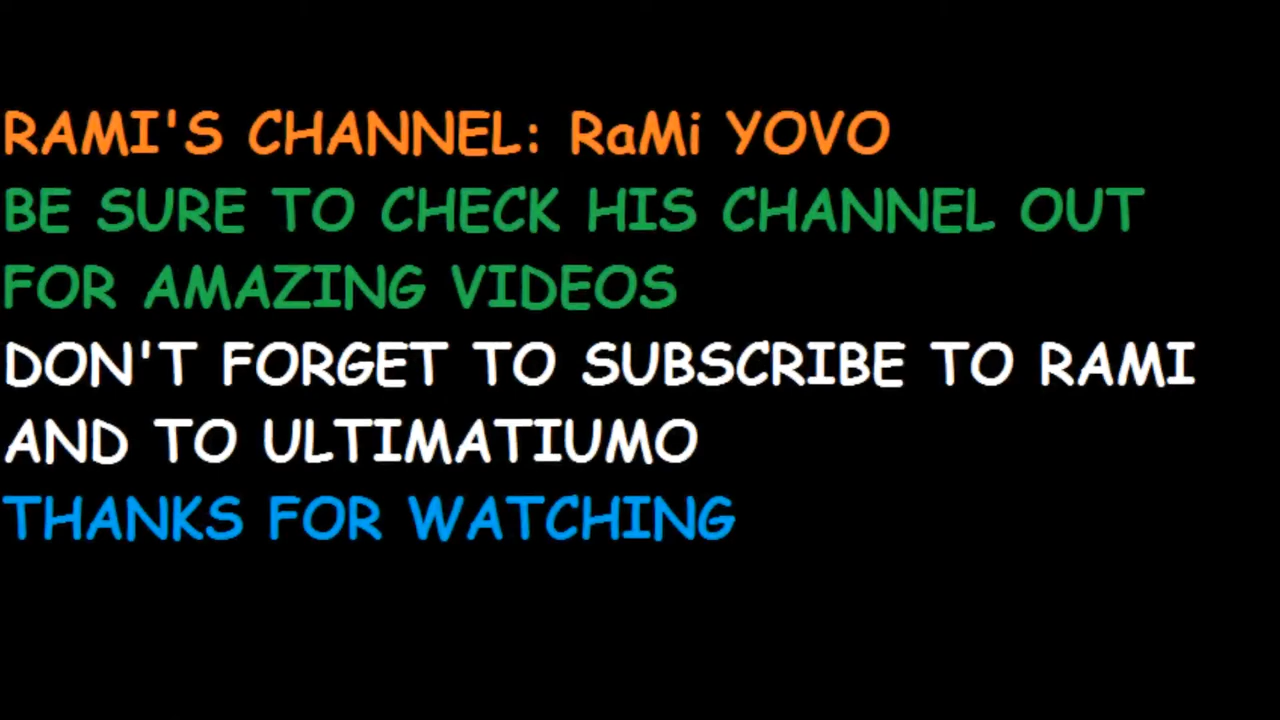 RAMI'S CHANNEL: RaMi YOVO
BE SURE TO CHECK HIS CHANNEL OUT
FOR AMAZING VIDEOS
DON'T FORGET TO SUBSCRIBE TO RAMI
AND TO ULTIMATIUMO
THANKS FOR WATCHING